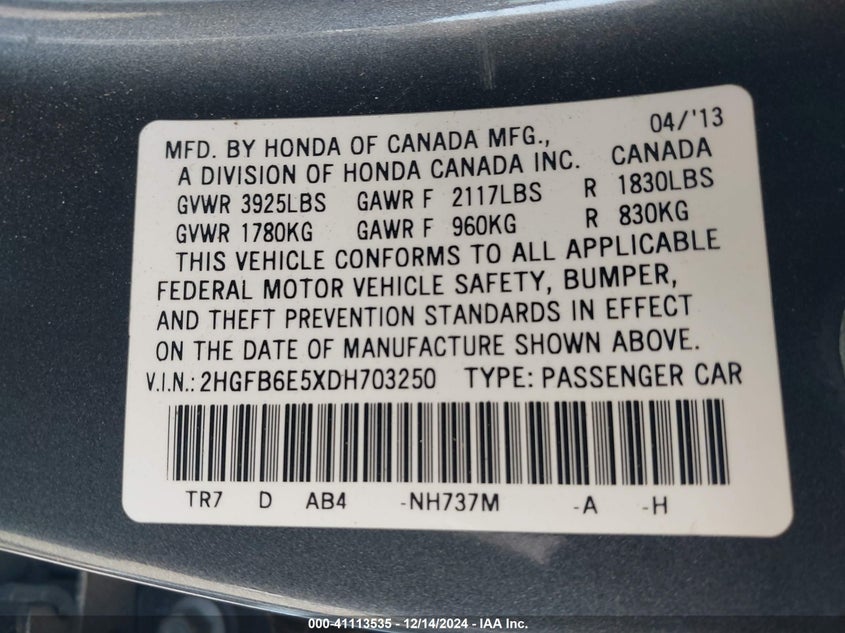 MFD. BY HONDA OF CANADA MFG., 04/'13
A DIVISION OF HONDA CANADA INC. CANADA
GVWR 3925LBS GAWR F 2117LBS R 1830LBS
GVWR 1780KG GAWR F 960KG R 830KG
THIS VEHICLE CONFORMS TO ALL APPLICABLE
FEDERAL MOTOR VEHICLE SAFETY, BUMPER,
AND THEFT PREVENTION STANDARDS IN EFFECT
ON THE DATE OF MANUFACTURE SHOWN ABOVE.
V.I.N.: 2HGFB6E5XDH703250 TYPE: PASSENGER CAR
TR7 D AB4 -NH737M -A -H
000-41113535 - 12/14/2024 - IAA Inc.